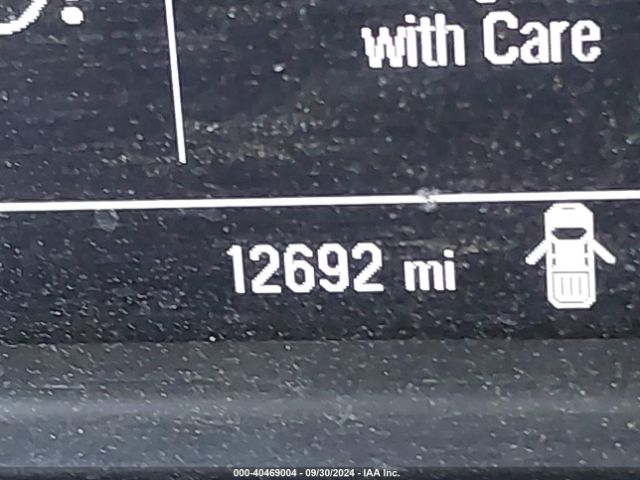 with Care
12692 mi
000-40469004 - 09/30/2024 - IAA Inc.